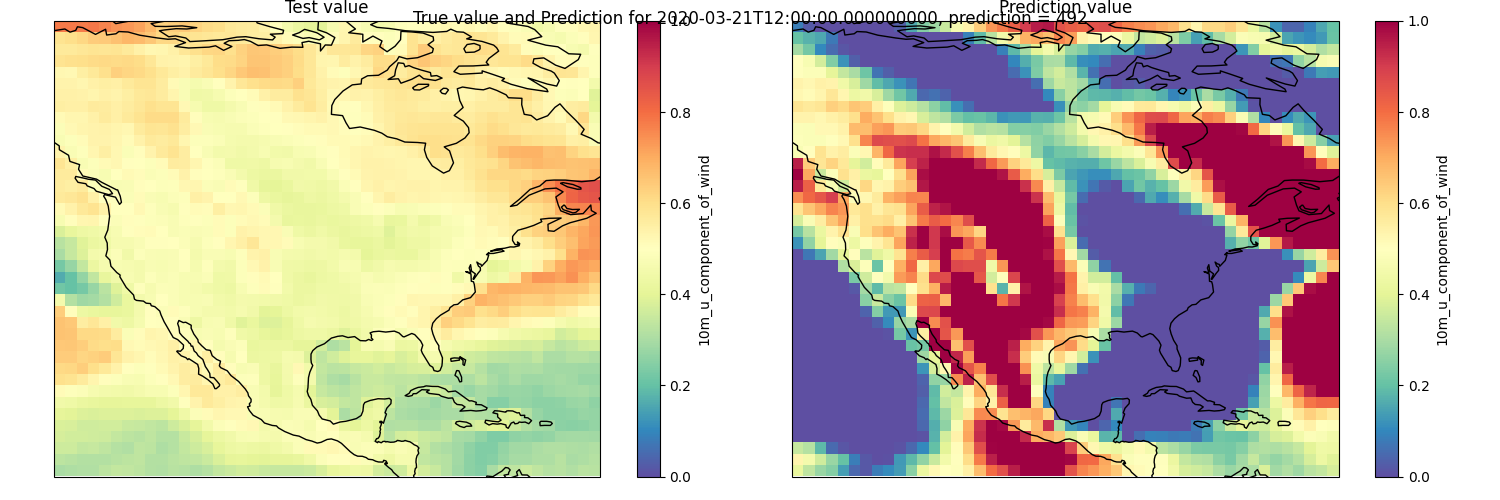 Test value
True value and Prediction for 2020-03-21T12:00:00.000000000, prediction = 492
Prediction value
1.0
0.8
0.6
0.4
0.2
0.0
10m_u_component_of_wind
1.0
0.8
0.6
0.4
0.2
0.0
10m_u_component_of_wind